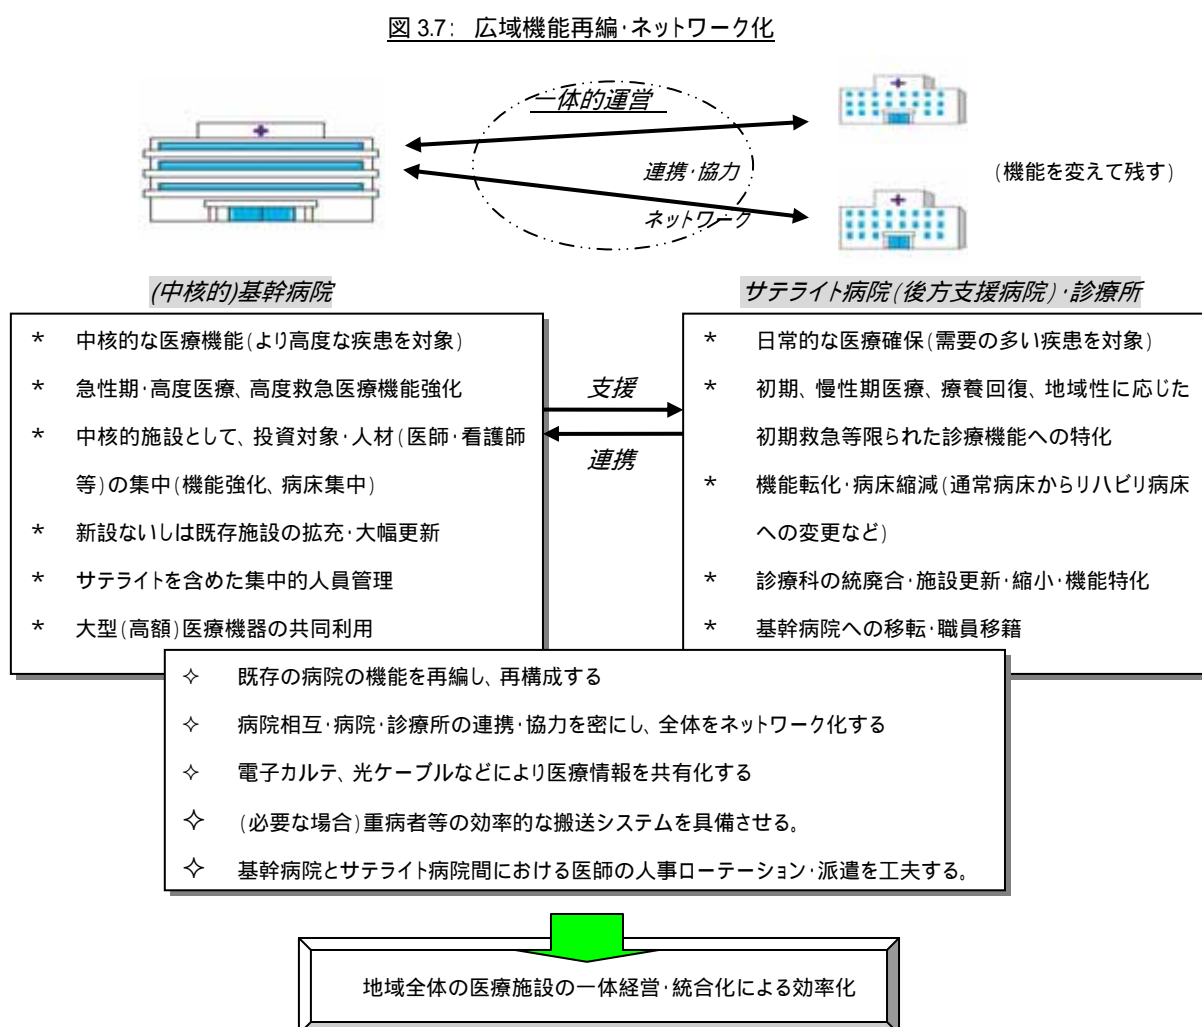 図 3.7: 広域機能再編・ネットワーク化
一体的運営
連携・協力
(機能を変えて残す)
ネットワーク
(中核的)基幹病院
サテライト病院(後方支援病院)・診療所
* 中核的な医療機能(より高度な疾患を対象)
* 急性期・高度医療、高度救急医療機能強化
* 中核的施設として、投資対象・人材(医師・看護師
等)の集中(機能強化、病床集中)
* 新設ないしは既存施設の拡充・大幅更新
* サテライトを含めた集中的人員管理
* 大型(高額)医療機器の共同利用
支援
連携
* 日常的な医療確保(需要の多い疾患を対象)
* 初期、慢性期医療、療養回復、地域性に応じた
初期救急等限られた診療機能への特化
* 機能転化・病床縮減(通常病床からリハビリ病床
への変更など)
* 診療科の統廃合・施設更新・縮小・機能特化
* 基幹病院への移転・職員移籍
✧ 既存の病院の機能を再編し、再構成する
✧ 病院相互・病院・診療所の連携・協力を密にし、全体をネットワーク化する
✧ 電子カルテ、光ケーブルなどにより医療情報を共有化する
✧ (必要な場合)重病者等の効率的な搬送システムを具備させる。
✧ 基幹病院とサテライト病院間における医師の人事ローテーション・派遣を工夫する。
地域全体の医療施設の一体経営・統合化による効率化